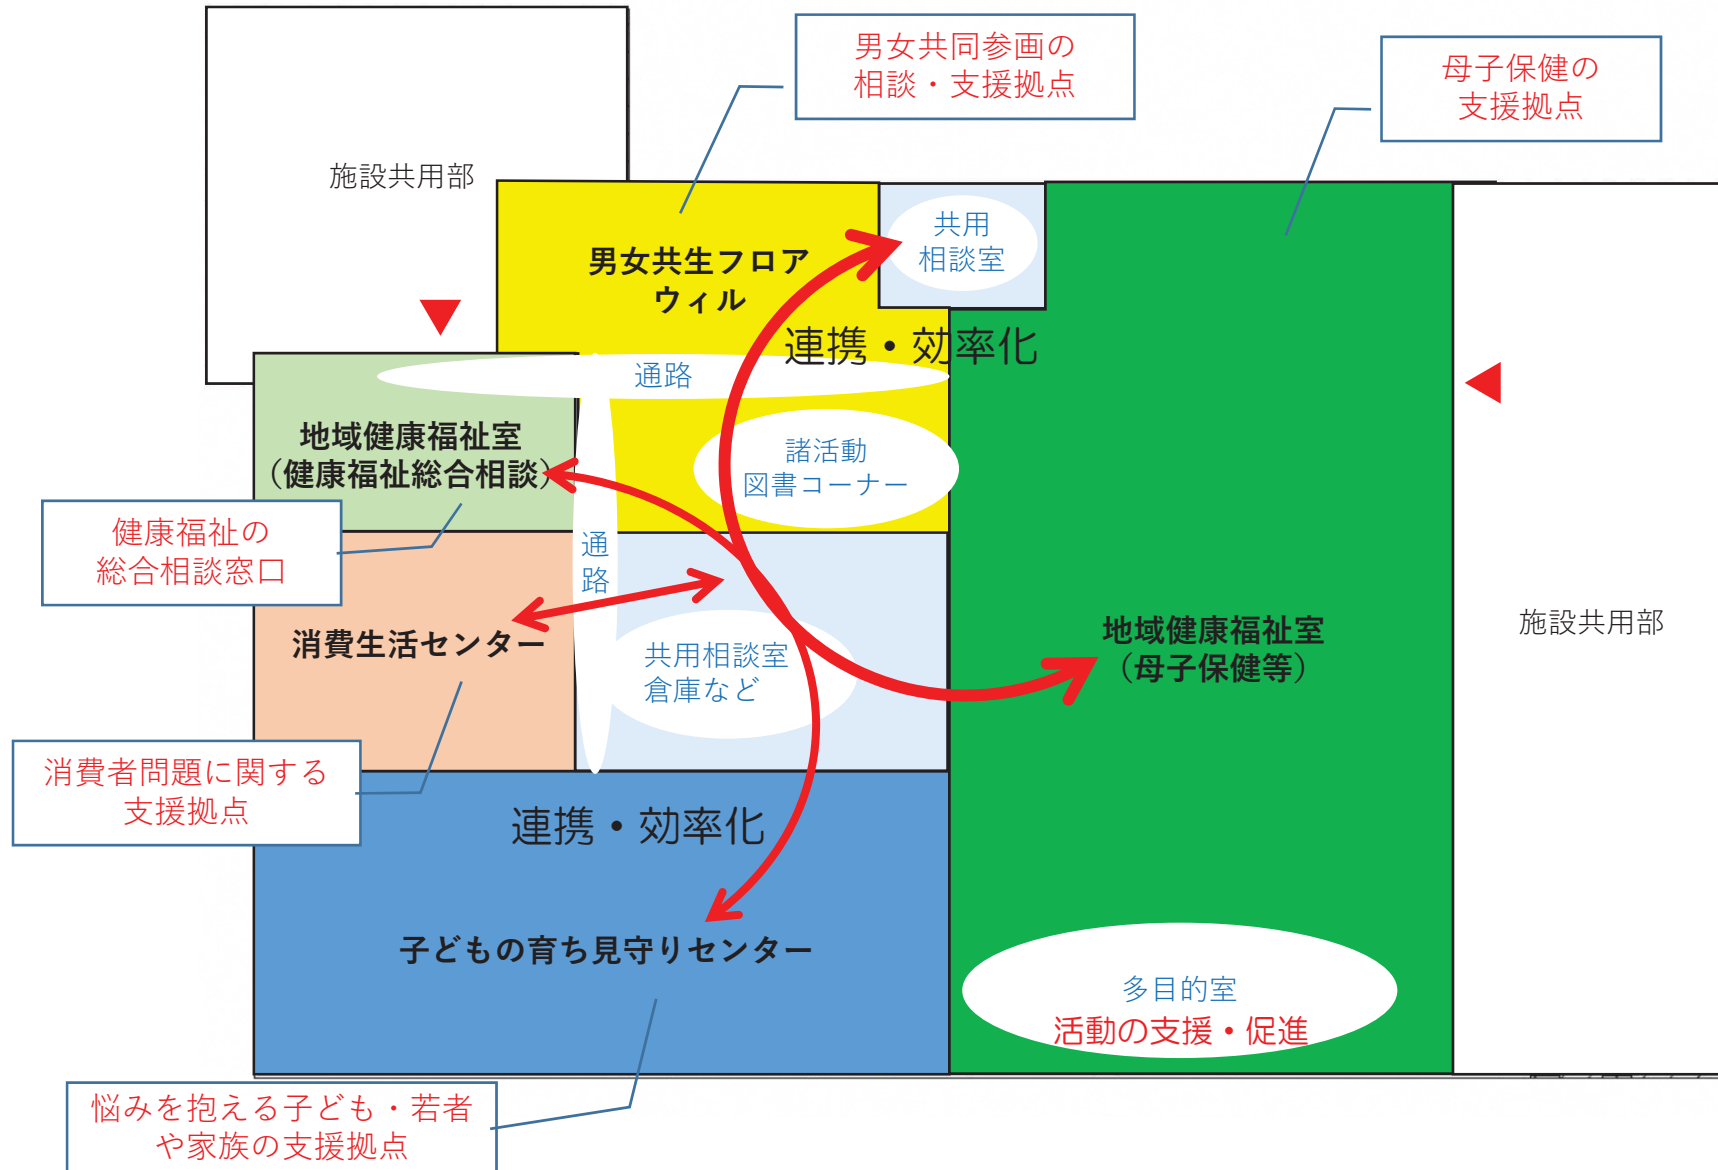 男女共同参画の
相談・支援拠点
母子保健の
支援拠点
施設共用部
共用
相談室
男女共生フロア
ウィル
連携・効率化
通路
地域健康福祉室
（健康福祉総合相談）
諸活動
図書コーナー
健康福祉の
総合相談窓口
通
路
消費生活センター
共用相談室
倉庫など
地域健康福祉室
（母子保健等）
施設共用部
消費者問題に関する
支援拠点
連携・効率化
子どもの育ち見守りセンター
多目的室
活動の支援・促進
悩みを抱える子ども・若者
や家族の支援拠点